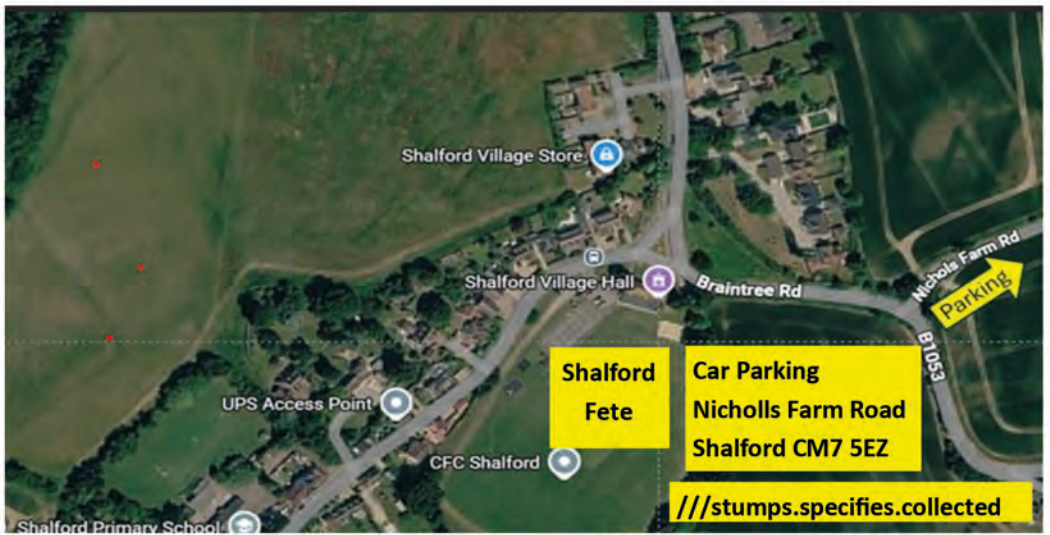 Shalford Village Store
Shalford Village Hall
Braintree Rd
Nichols Farm Rd
Parking
B1053
Shalford
Fete
Car Parking
Nicholls Farm Road
Shalford CM7 5EZ
UPS Access Point
CFC Shalford
///stumps.specifies.collected
Shalford Primary School